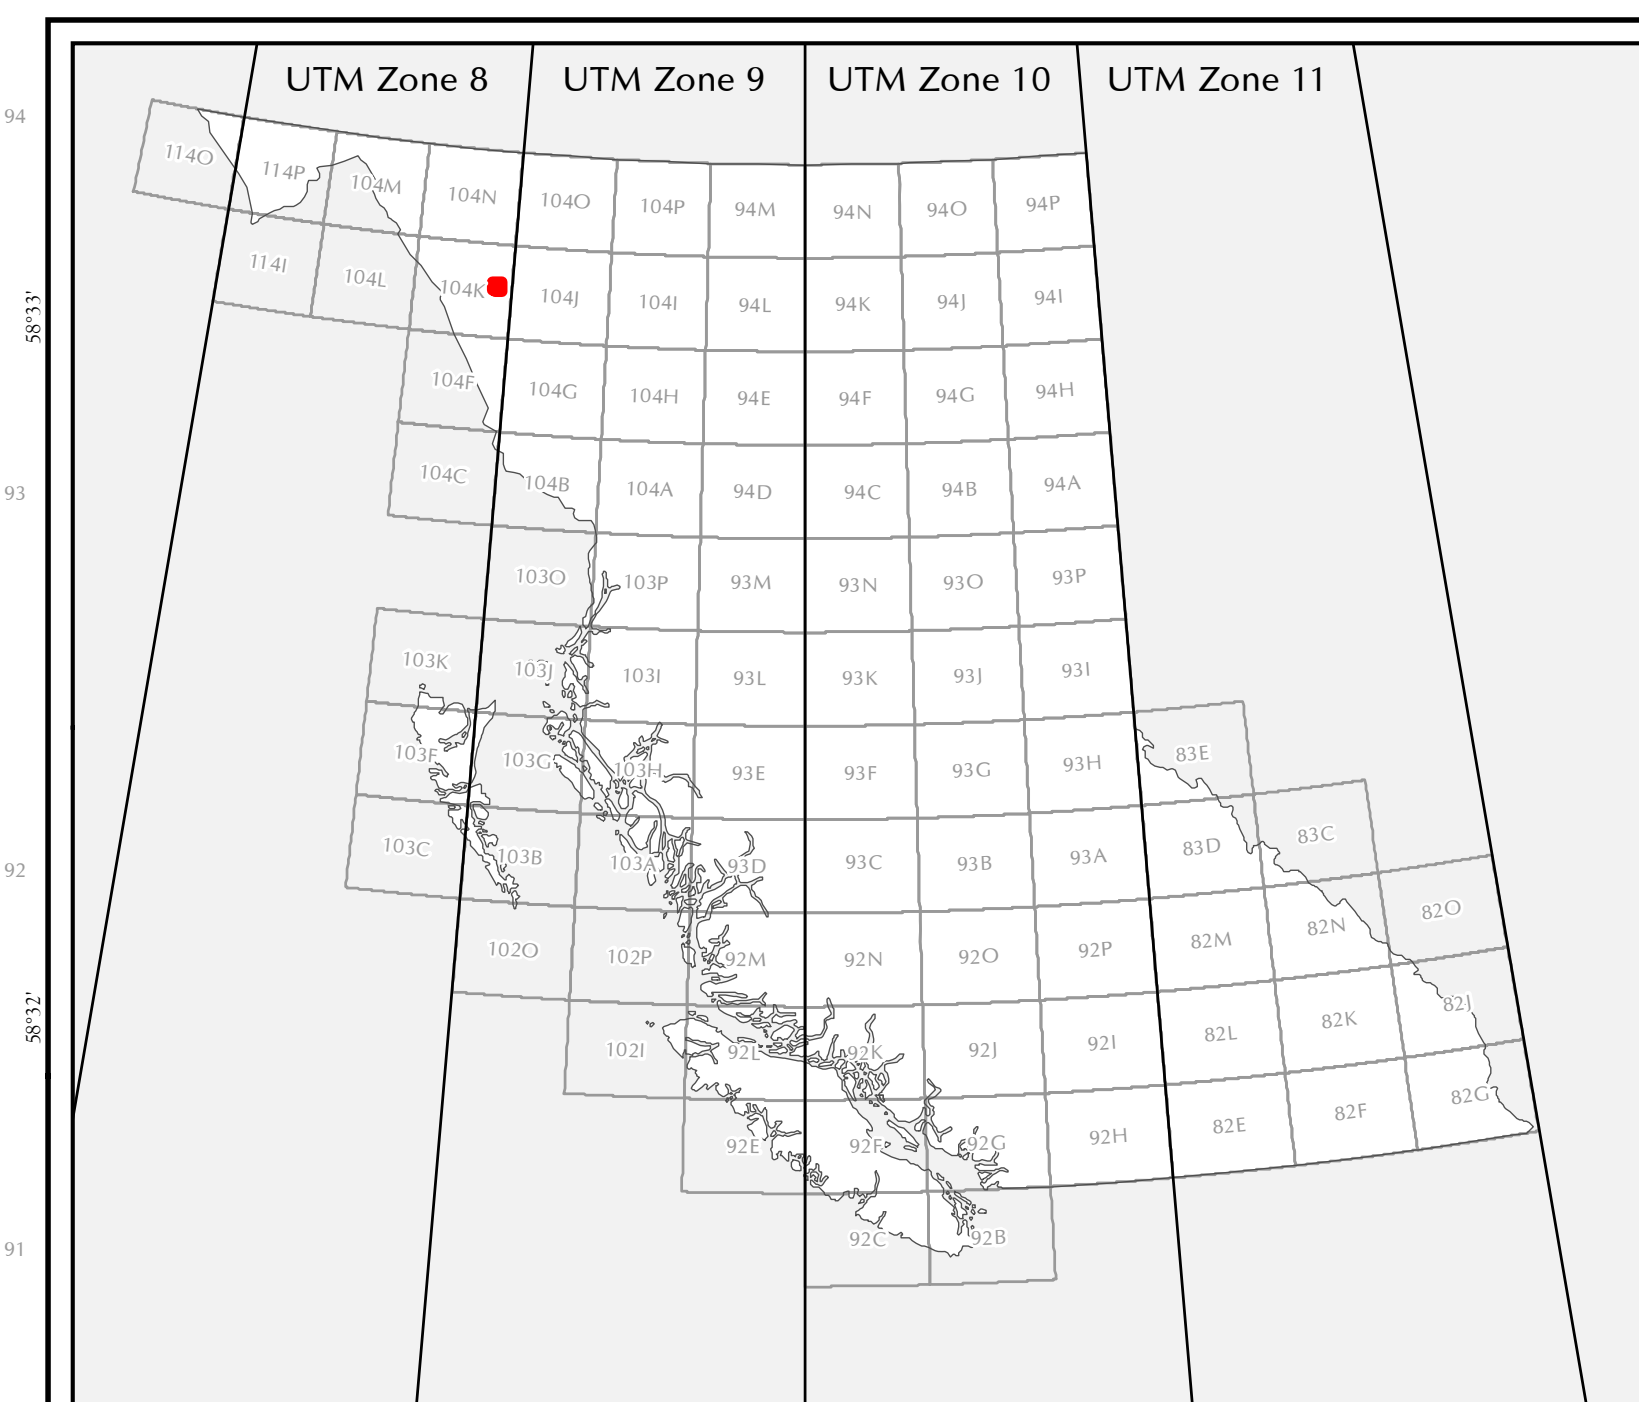 UTM Zone 8 UTM Zone 9 UTM Zone 10 UTM Zone 11
94
114O 114P 104M 104N 104O 104P 94M 94N 94O 94P
114I 104L 104K 104J 104I 94L 94K 94J 94I
58°33'
104F 104G 104H 94E 94F 94G 94H
93
104C 104B 104A 94D 94C 94B 94A
103O 103P 93M 93N 93O 93P
103K 103J 103I 93L 93K 93J 93I
103F 103G 103H 93E 93F 93G 93H 83E
92
103C 103B 103A 93D 93C 93B 93A 83D 83C
102O 102P 92M 92N 92O 92P 82M 82N 82O
58°32'
102I 92L 92K 92J 92I 82L 82K 82J
92E 92F 92G 92H 82E 82F 82G
91
92C 92B